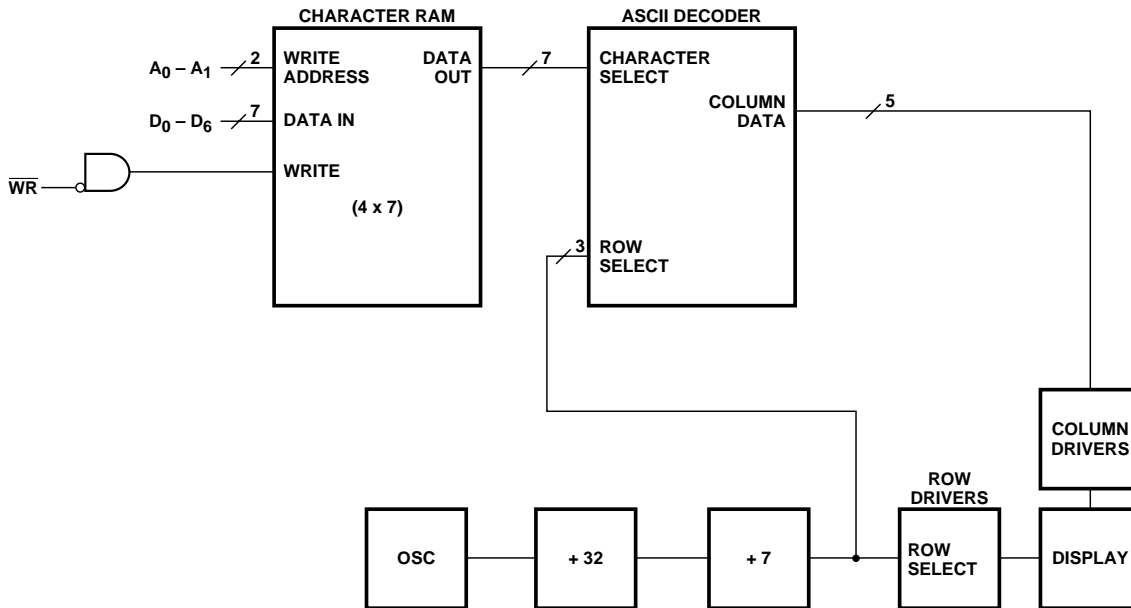 CHARACTER RAM
ASCII DECODER
A0 – A1
2
WRITE
ADDRESS
DATA
OUT
7
CHARACTER
SELECT
D0 – D6
7
DATA IN
COLUMN
DATA
5
WR
WRITE
(4 x 7)
3
ROW
SELECT
COLUMN
DRIVERS
ROW
DRIVERS
OSC
+ 32
+ 7
ROW
SELECT
DISPLAY